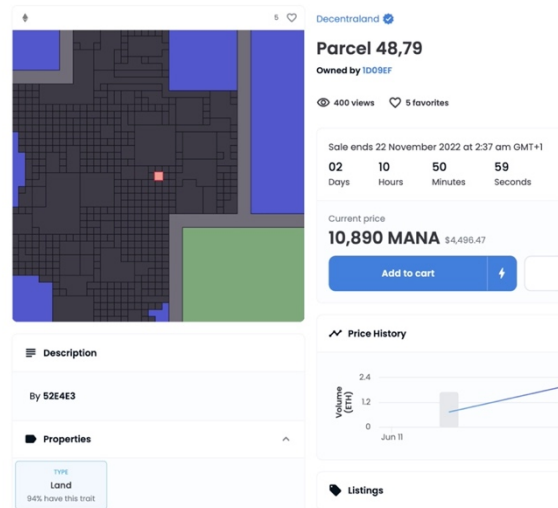 5
Decentraland
Parcel 48,79
Owned by 1D09EF
400 views 5 favorites
Sale ends 22 November 2022 at 2:37 am GMT+1
02 10 50 59
Days Hours Minutes Seconds
Current price
10,890 MANA $4,496.47
Add to cart
Price History
Volume (ETH)
2.4
1.2
0
Jun 11
Listings
Description
By 52E4E3
Properties
TYPE
Land
94% have this trait